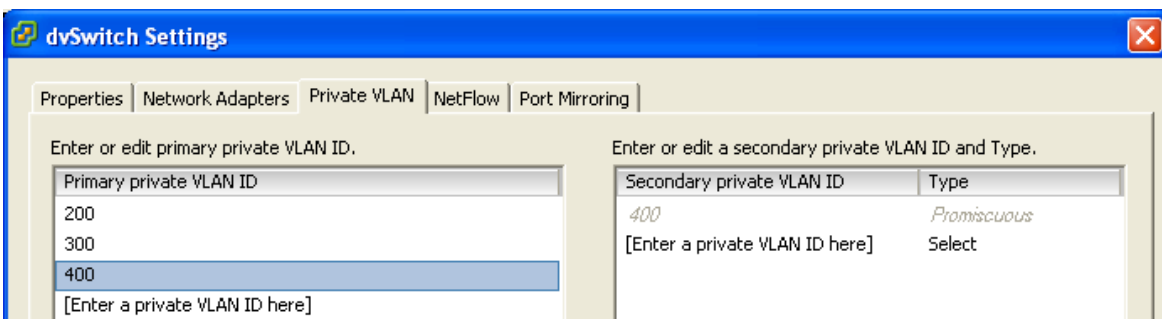 dvSwitch Settings
Properties Network Adapters Private VLAN NetFlow Port Mirroring
Enter or edit primary private VLAN ID.
Primary private VLAN ID
200
300
400
[Enter a private VLAN ID here]
Enter or edit a secondary private VLAN ID and Type.
Secondary private VLAN ID Type
400 Promiscuous
[Enter a private VLAN ID here] Select